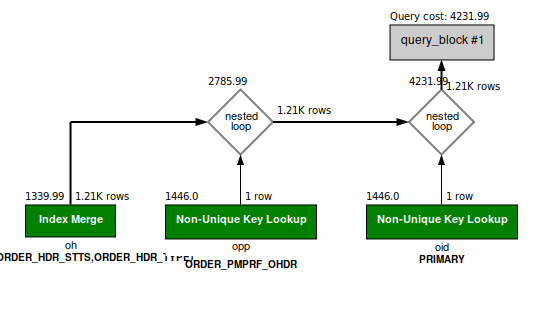 Query cost: 4231.99
query_block #1
2785.99
4231.99
1.21K rows
nested
loop
1.21K rows
nested
loop
1339.99
1.21K rows
1446.0
1 row
1446.0
1 row
Index Merge
Non-Unique Key Lookup
Non-Unique Key Lookup
oh
opp
oid
ORDER_HDR_STTS,ORDER_HDR_TYPE)
ORDER_PMPRF_OHDR
PRIMARY